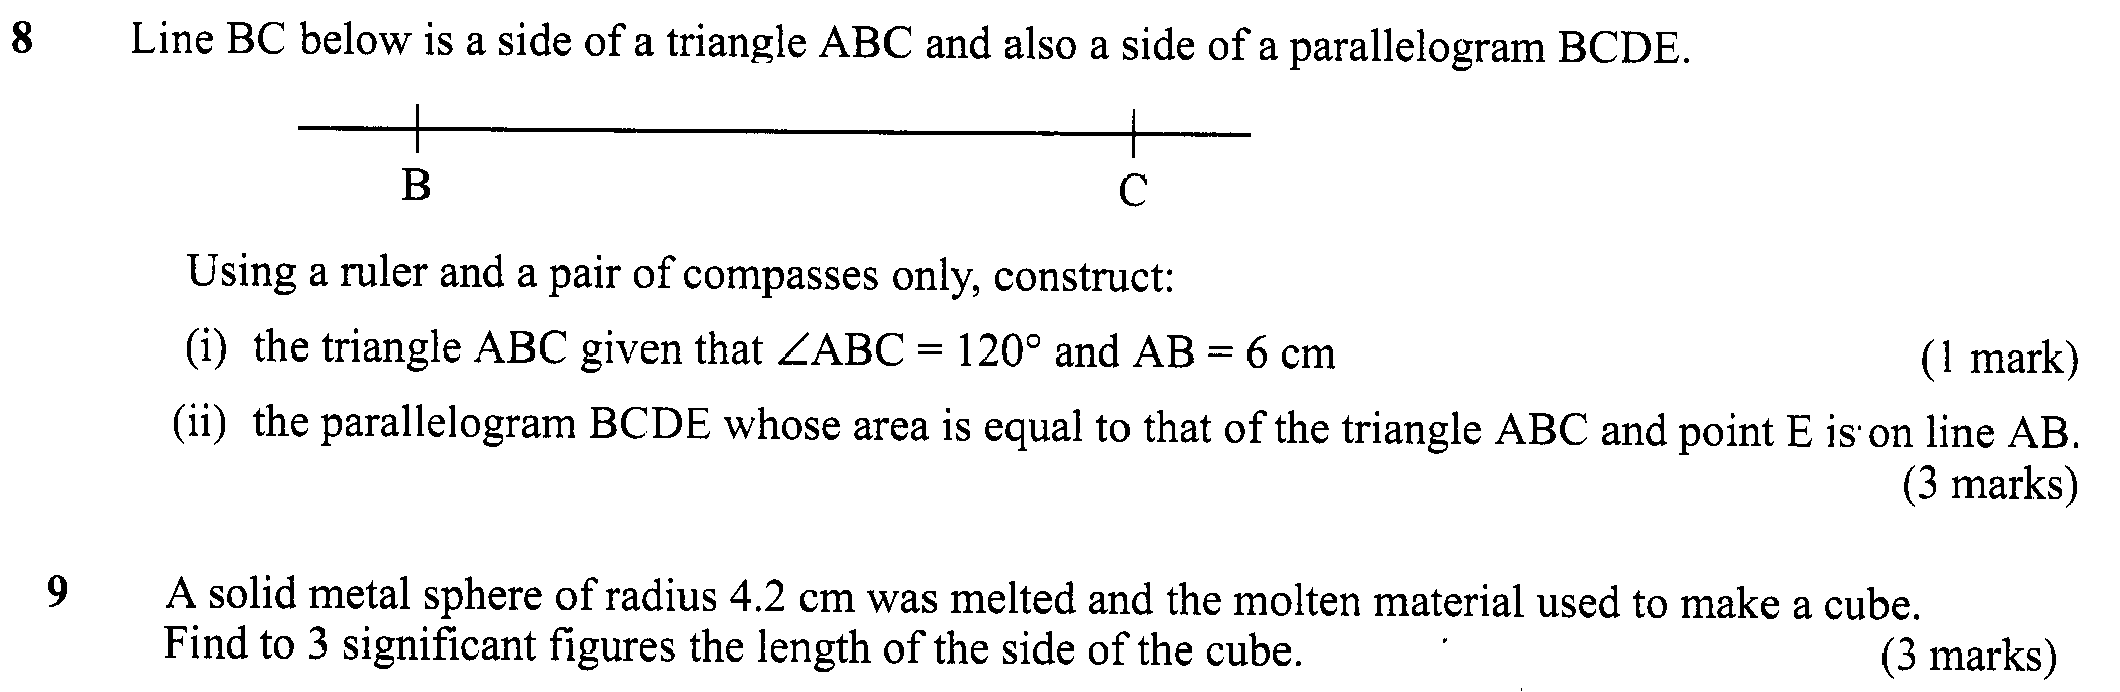 8 Line BC below is a side of a triangle ABC and also a side of a parallelogram BCDE.
B C
Using a ruler and a pair of compasses only, construct:
(i) the triangle ABC given that ∠ABC = 120° and AB = 6 cm (1 mark)
(ii) the parallelogram BCDE whose area is equal to that of the triangle ABC and point E is on line AB.
(3 marks)
9 A solid metal sphere of radius 4.2 cm was melted and the molten material used to make a cube.
Find to 3 significant figures the length of the side of the cube. (3 marks)